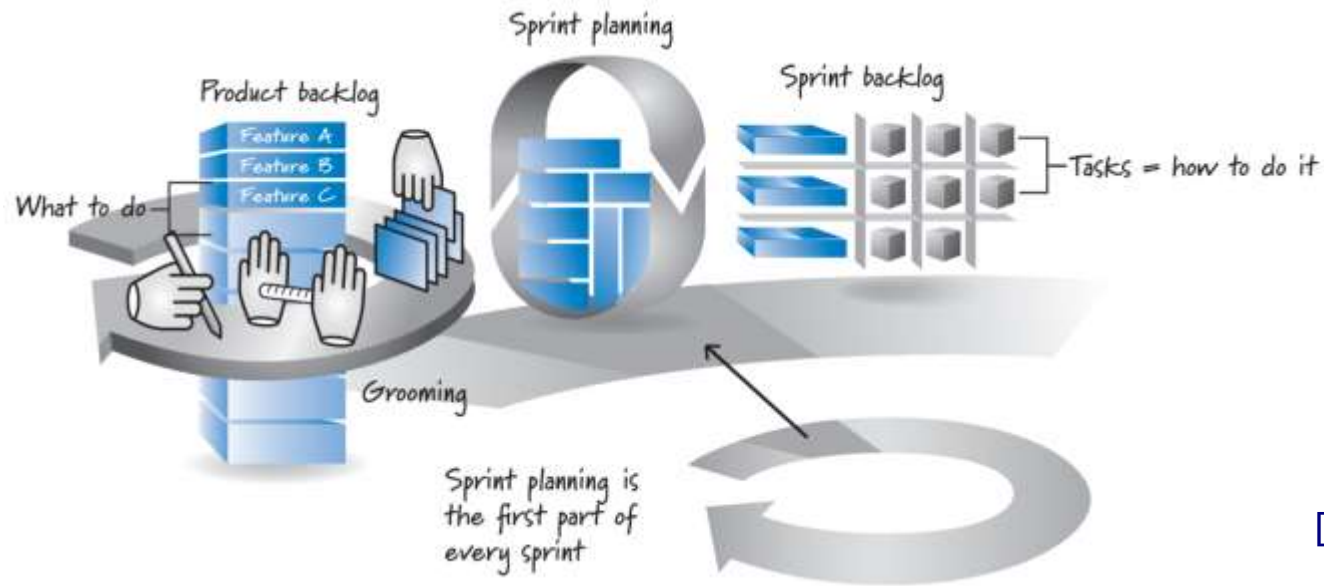 Sprint planning
Product backlog
Sprint backlog
Feature A
Feature B
Feature C
What to do
Tasks = how to do it
Grooming
Sprint planning is
the first part of
every sprint
[